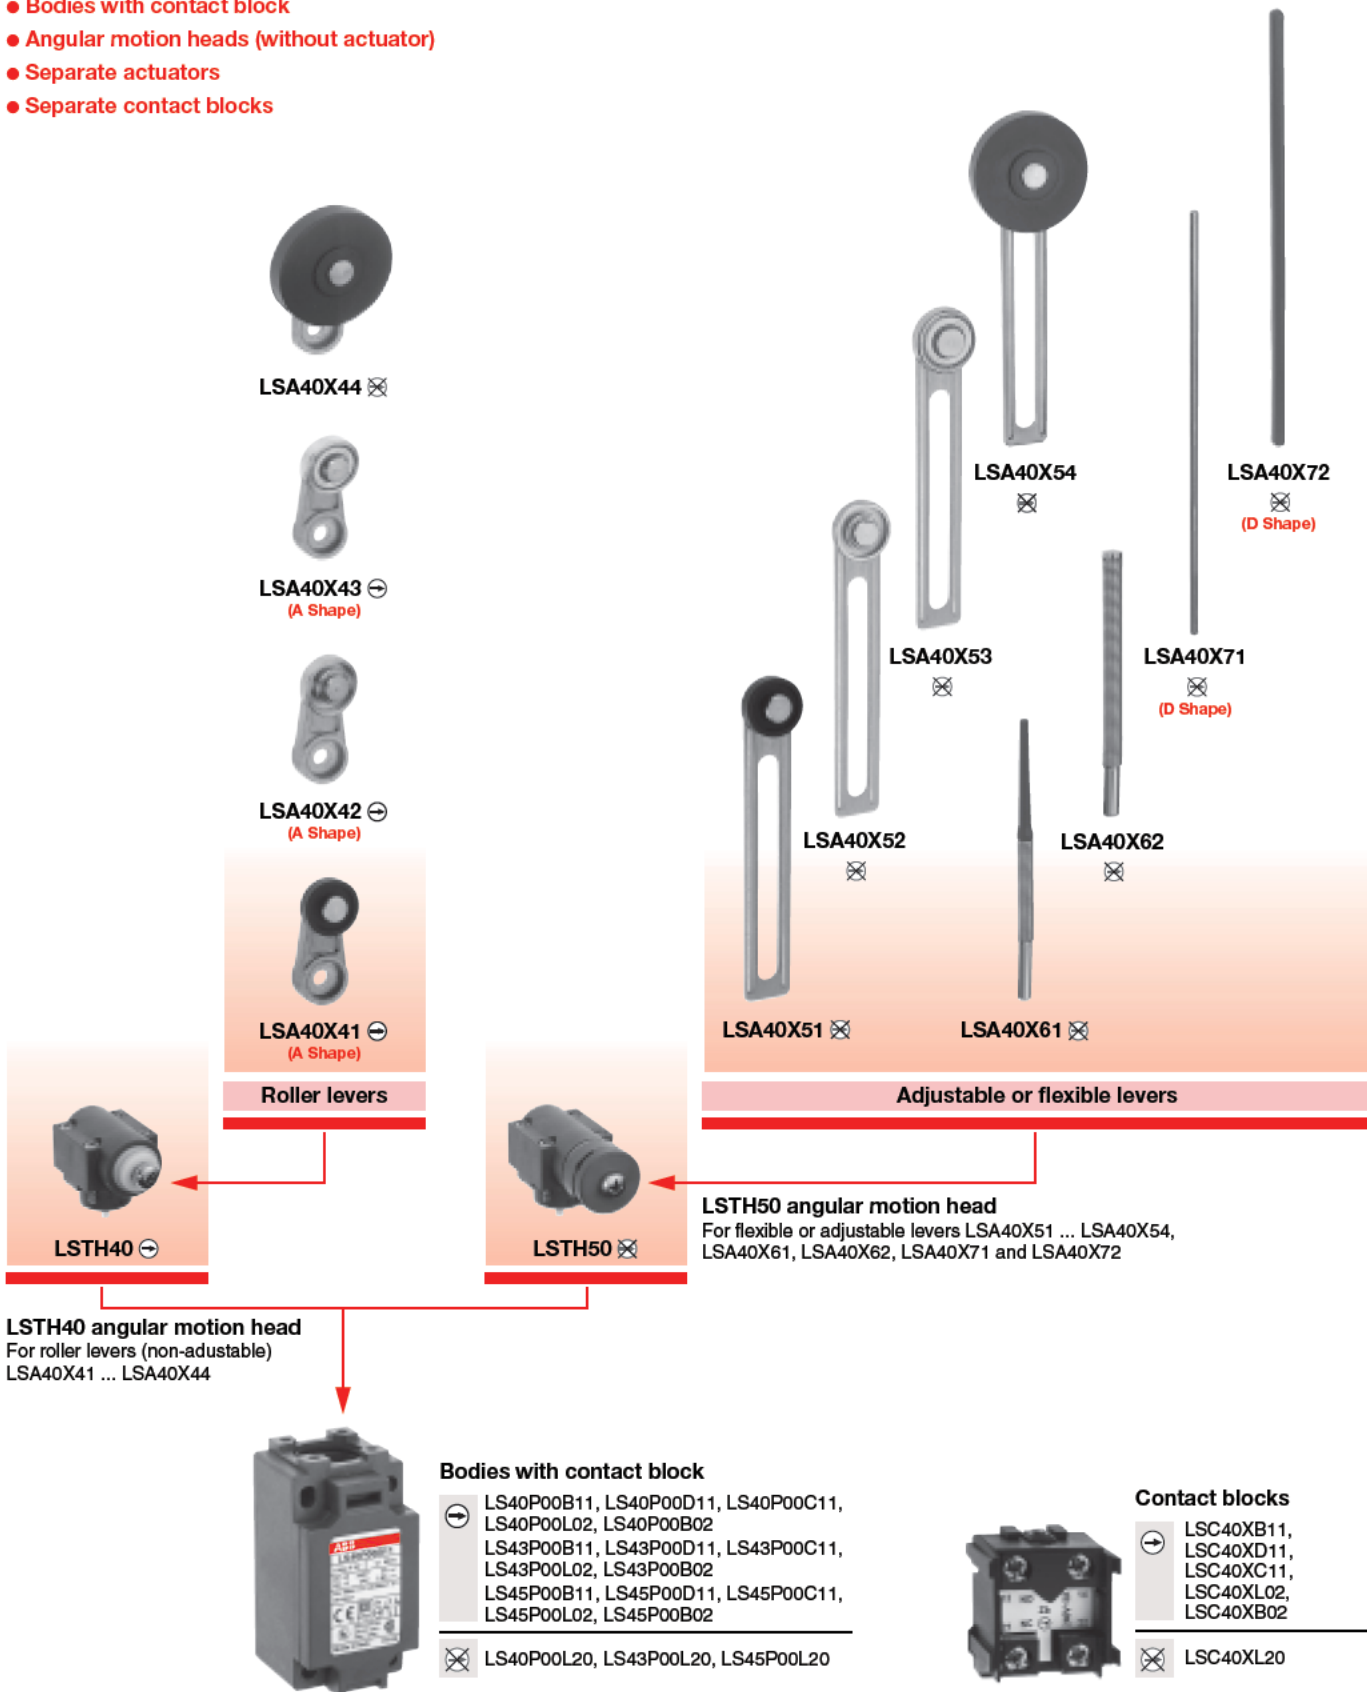 Bodies with contact block
Angular motion heads (without actuator)
Separate actuators
Separate contact blocks
LSA40X44
LSA40X43
(A Shape)
LSA40X42
(A Shape)
LSA40X41
(A Shape)
Roller levers
LSA40X54
LSA40X72
(D Shape)
LSA40X53
LSA40X71
(D Shape)
LSA40X52
LSA40X62
LSA40X51
LSA40X61
Adjustable or flexible levers
LSTH40
LSTH50
LSTH50 angular motion head
For flexible or adjustable levers LSA40X51 ... LSA40X54,
LSA40X61, LSA40X62, LSA40X71 and LSA40X72
LSTH40 angular motion head
For roller levers (non-adustable)
LSA40X41 ... LSA40X44
ABB
Bodies with contact block
LS40P00B11, LS40P00D11, LS40P00C11,
LS40P00L02, LS40P00B02
LS43P00B11, LS43P00D11, LS43P00C11,
LS43P00L02, LS43P00B02
LS45P00B11, LS45P00D11, LS45P00C11,
LS45P00L02, LS45P00B02
LS40P00L20, LS43P00L20, LS45P00L20
Contact blocks
LSC40XB11,
LSC40XD11,
LSC40XC11,
LSC40XL02,
LSC40XB02
LSC40XL20